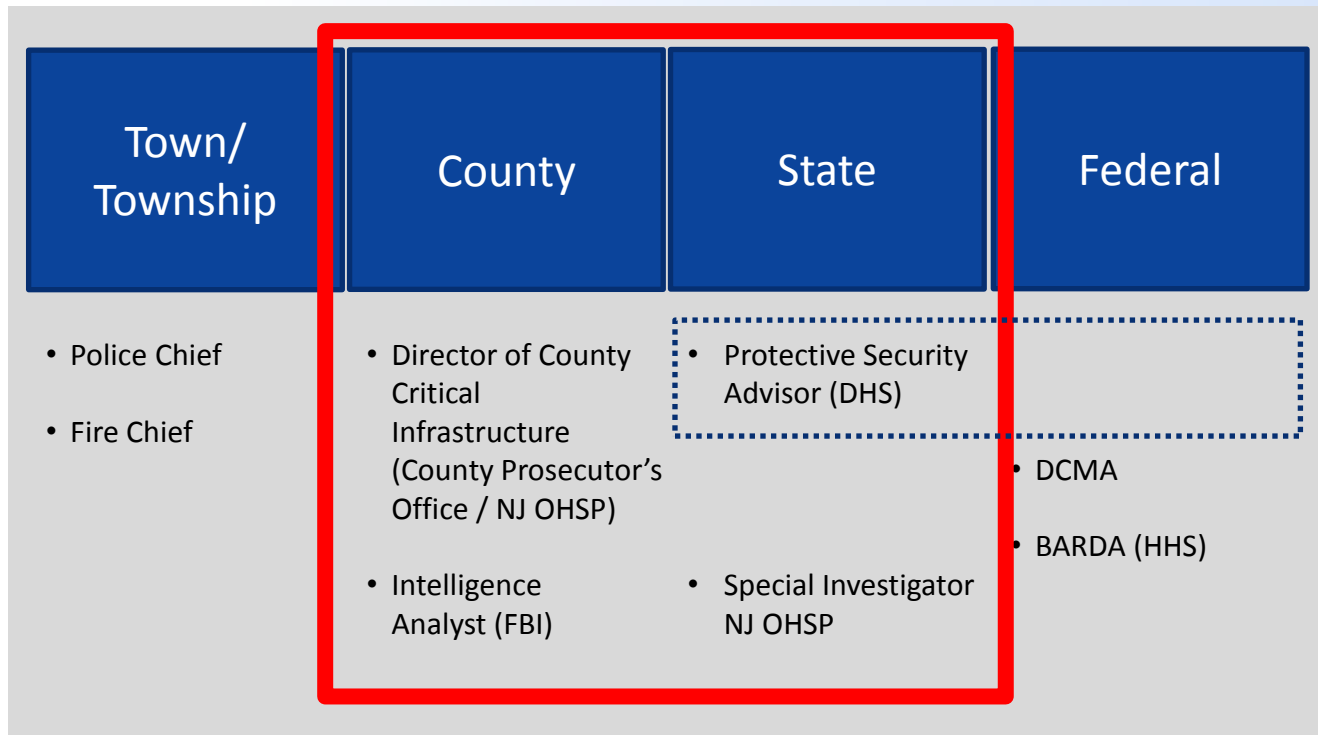 Town/
Township
County
State
Federal
• Police Chief
• Fire Chief
• Director of County
Critical
Infrastructure
(County Prosecutor’s
Office / NJ OHSP)
• Intelligence
Analyst (FBI)
• Protective Security
Advisor (DHS)
• Special Investigator
NJ OHSP
• DCMA
• BARDA (HHS)